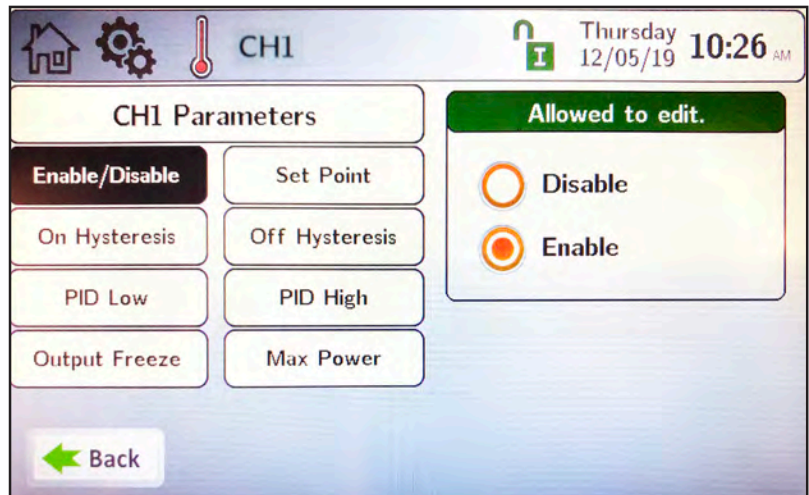 CH1
Thursday
12/05/19
10:26 AM
I
CH1 Parameters
Enable/Disable
Set Point
On Hysteresis
Off Hysteresis
PID Low
PID High
Output Freeze
Max Power
Back
Allowed to edit.
Disable
Enable